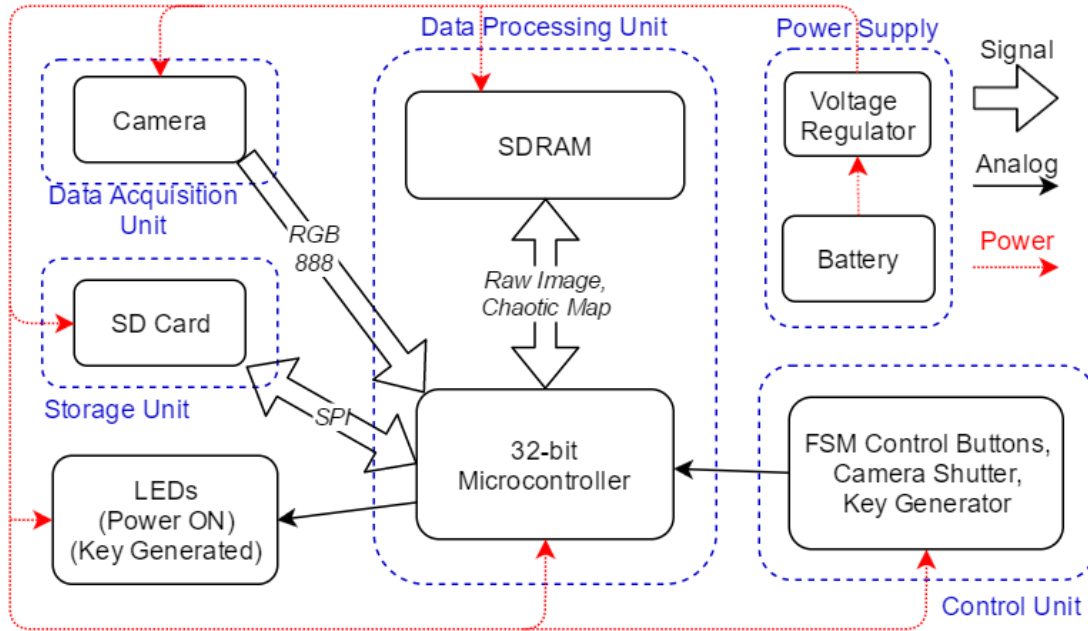 Data Processing Unit
Power Supply
Signal
Camera
SDRAM
Voltage
Regulator
Analog
Data Acquisition
Unit
RGB
888
Raw Image,
Chaotic Map
Battery
Power
SD Card
Storage Unit
SPI
32-bit
Microcontroller
FSM Control Buttons,
Camera Shutter,
Key Generator
LEDs
(Power ON)
(Key Generated)
Control Unit